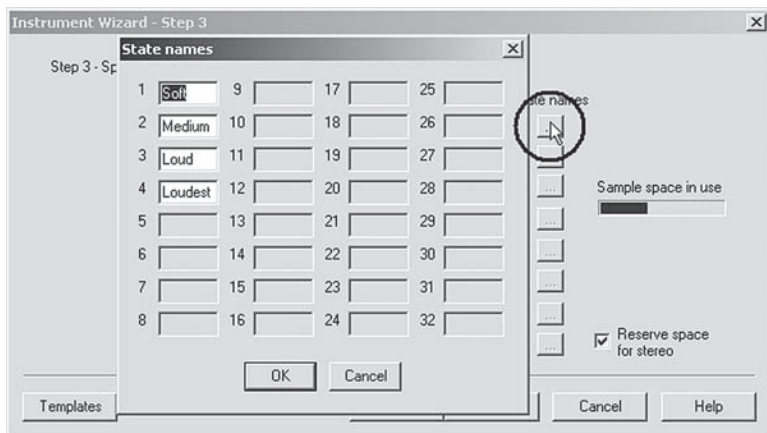 Instrument Wizard - Step 3
State names
Step 3 - Sp
1 Soft 9 17 25
ate names
2 Medium 10 18 26 ...
3 Loud 11 19 27
4 Loudest 12 20 28 ...
Sample space in use
5 13 21 29 ...
6 14 22 30 ...
7 15 23 31 ...
8 16 24 32 ...
Reserve space
for stereo
...
OK Cancel
Templates Cancel Help